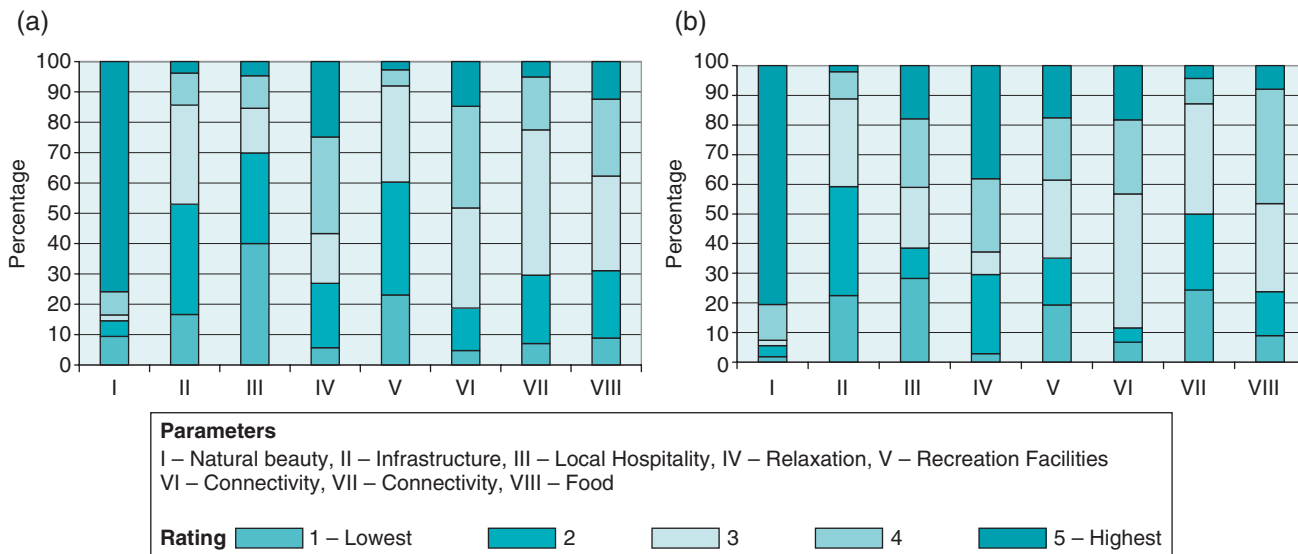 (a)
(b)
Percentage
100
90
80
70
60
50
40
30
20
10
0
I II III IV V VI VII VIII
Percentage
100
90
80
70
60
50
40
30
20
10
0
I II III IV V VI VII VIII
Parameters
I – Natural beauty, II – Infrastructure, III – Local Hospitality, IV – Relaxation, V – Recreation Facilities
VI – Connectivity, VII – Connectivity, VIII – Food
Rating 1 – Lowest 2 3 4 5 – Highest